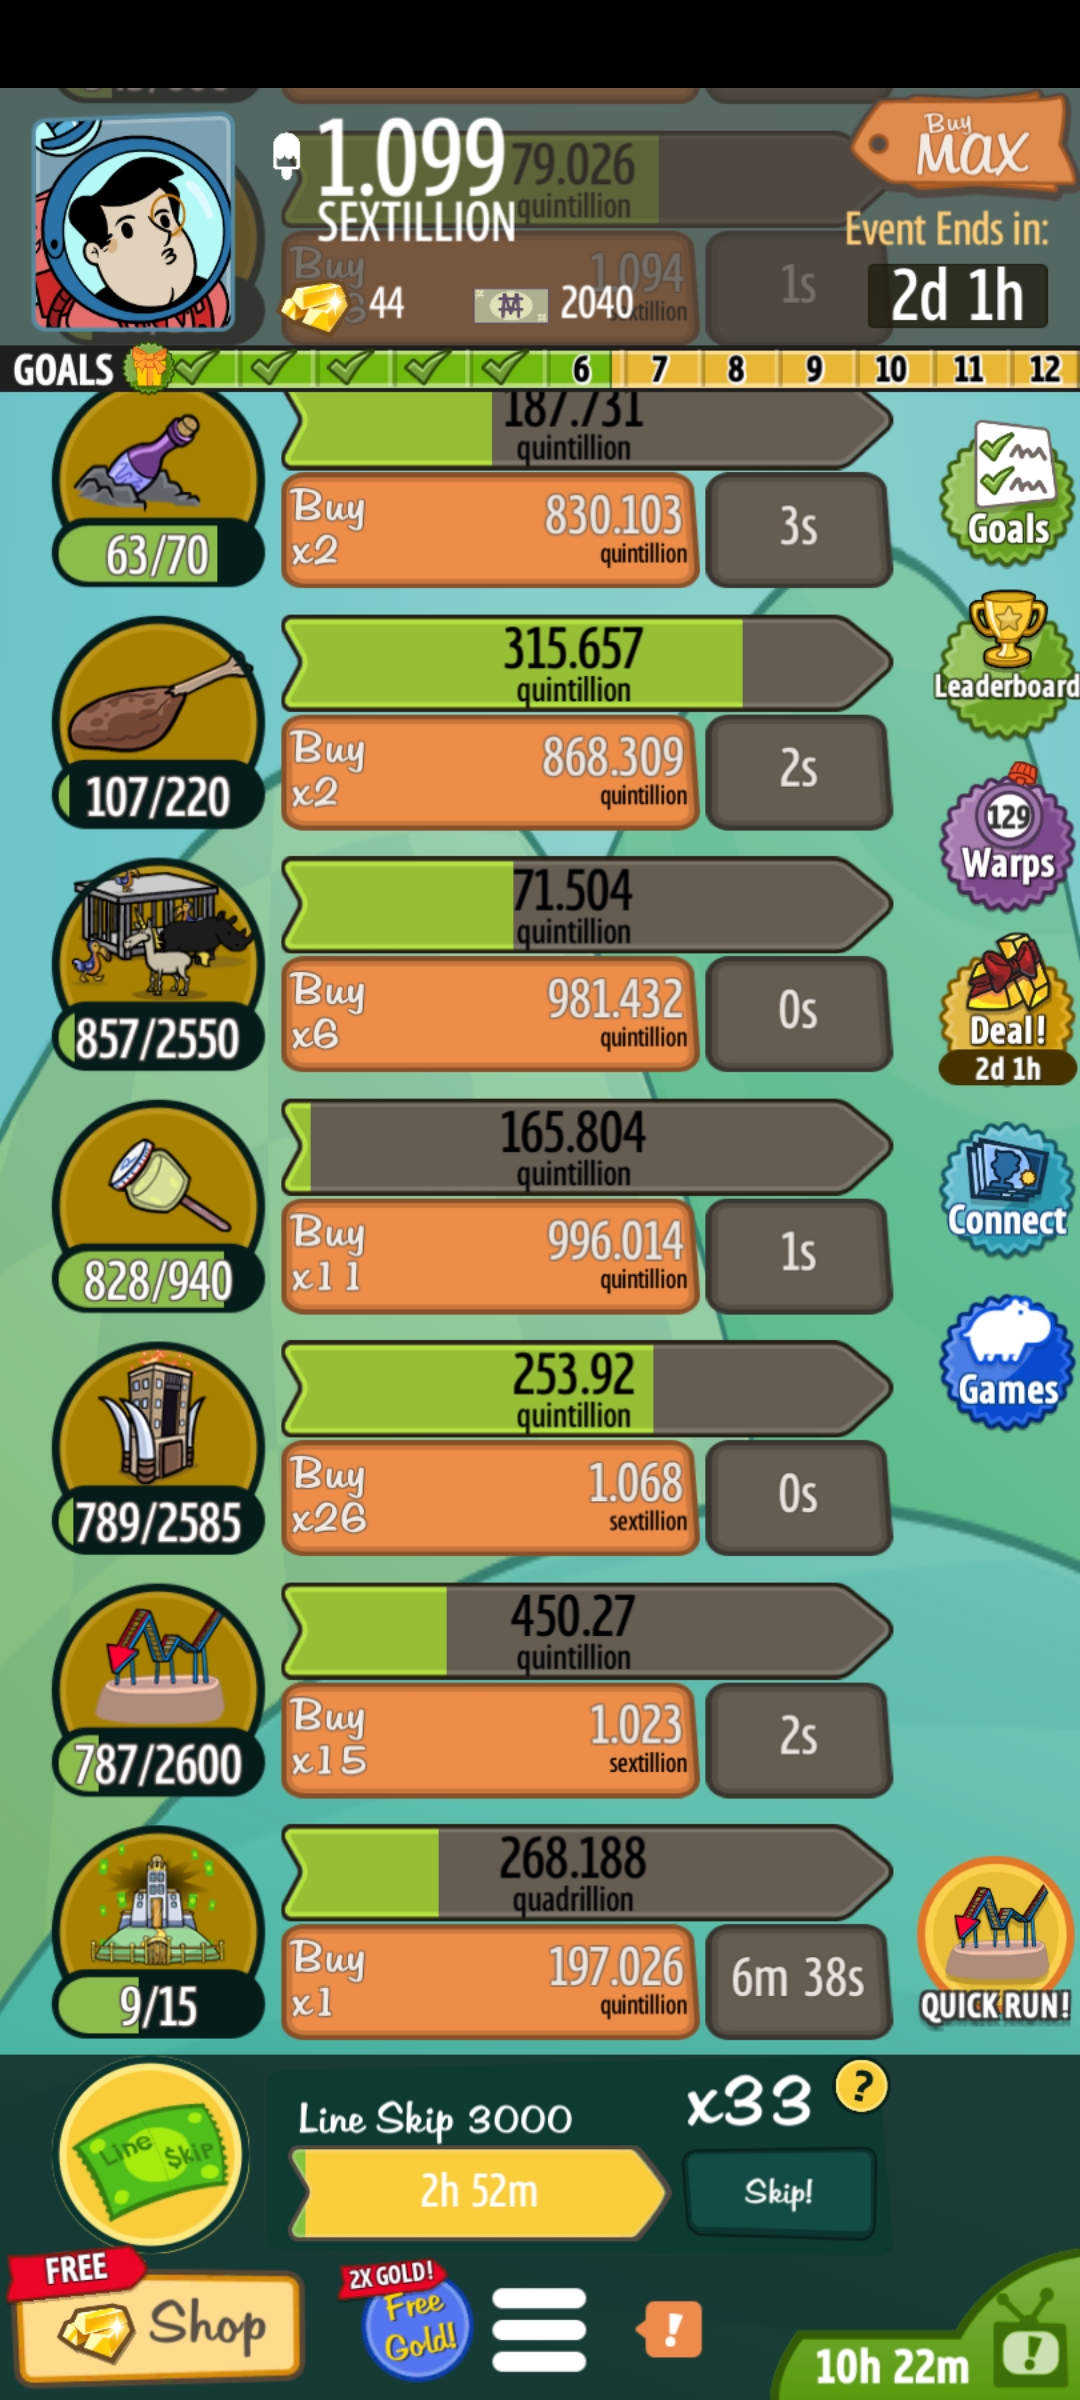 1.099
SEXTILLION
79.026
quintillion
Buy
MAX
Event Ends in:
2d 1h
Buy
1.094
1s
44
2040
GOALS 6 7 8 9 10 11 12
187.731
quintillion
63/70
Buy
x2
830.103
quintillion
3s
Goals
315.657
quintillion
107/220
Buy
x2
868.309
quintillion
2s
Leaderboard
71.504
quintillion
857/2550
Buy
x6
981.432
quintillion
0s
129
Warps
Deal!
2d 1h
165.804
quintillion
828/940
Buy
x11
996.014
quintillion
1s
Connect
253.92
quintillion
789/2585
Buy
x26
1.068
sextillion
0s
Games
450.27
quintillion
787/2600
Buy
x15
1.023
sextillion
2s
268.188
quadrillion
9/15
Buy
x1
197.026
quintillion
6m 38s
QUICK RUN!
Line $kip
Line Skip 3000
2h 52m
x33
?
Skip!
FREE
Shop
2X GOLD!
Free
Gold!
!
10h 22m
!